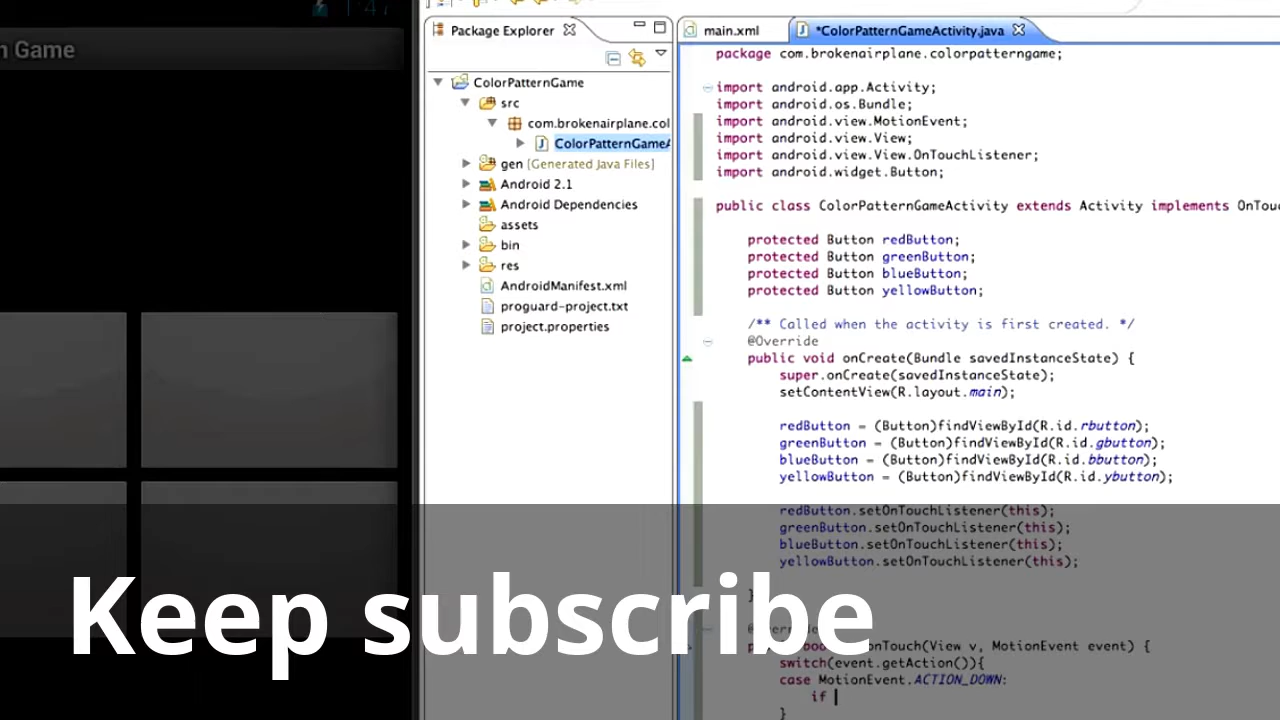 1:47
n Game
Package Explorer
ColorPatternGame
src
com.brokenairplane.col
ColorPatternGameA
gen [Generated Java Files]
Android 2.1
Android Dependencies
assets
bin
res
AndroidManifest.xml
proguard-project.txt
project.properties
main.xml
*ColorPatternGameActivity.java
package com.brokenairplane.colorpatterngame;
import android.app.Activity;
import android.os.Bundle;
import android.view.MotionEvent;
import android.view.View;
import android.view.View.OnTouchListener;
import android.widget.Button;
public class ColorPatternGameActivity extends Activity implements OnTou
protected Button redButton;
protected Button greenButton;
protected Button blueButton;
protected Button yellowButton;
/** Called when the activity is first created. */
@Override
public void onCreate(Bundle savedInstanceState) {
super.onCreate(savedInstanceState);
setContentView(R.layout.main);
redButton = (Button)findViewById(R.id.rbutton);
greenButton = (Button)findViewById(R.id.gbutton);
blueButton = (Button)findViewById(R.id.bbutton);
yellowButton = (Button)findViewById(R.id.ybutton);
redButton.setOnTouchListener(this);
greenButton.setOnTouchListener(this);
blueButton.setOnTouchListener(this);
yellowButton.setOnTouchListener(this);
}
Keep subscribe
onTouch(View v, MotionEvent event) {
switch(event.getAction()){
case MotionEvent.ACTION_DOWN:
if
}